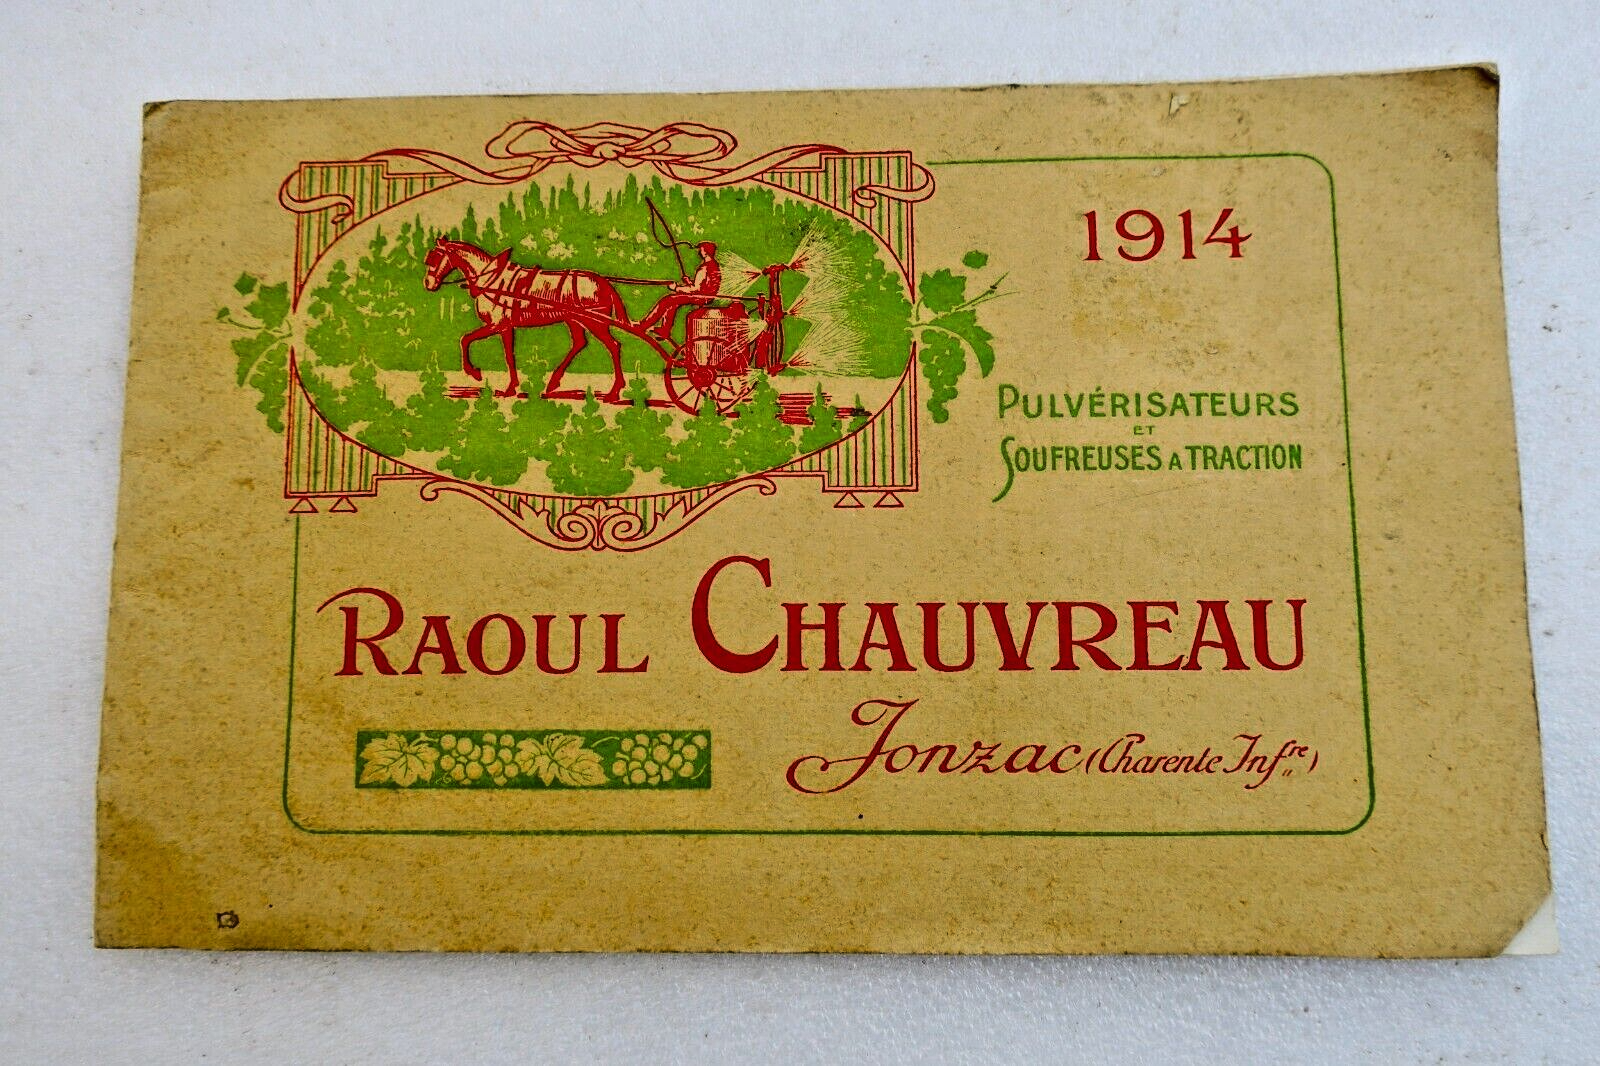 1914
PULVÉRISATEURS
ET
SOUFREUSES A TRACTION
RAOUL CHAUVREAU
Jonzac (Charente Infre)